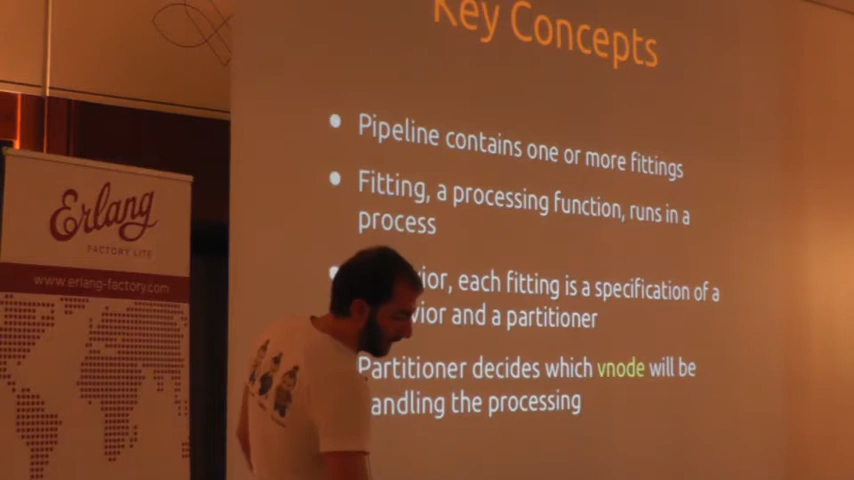 Key Concepts
Pipeline contains one or more fittings
Fitting, a processing function, runs in a
process
vior, each fitting is a specification of a
vior and a partitioner
Partitioner decides which vnode will be
andling the processing
Erlang
FACTORY LITE
www.erlang-factory.com